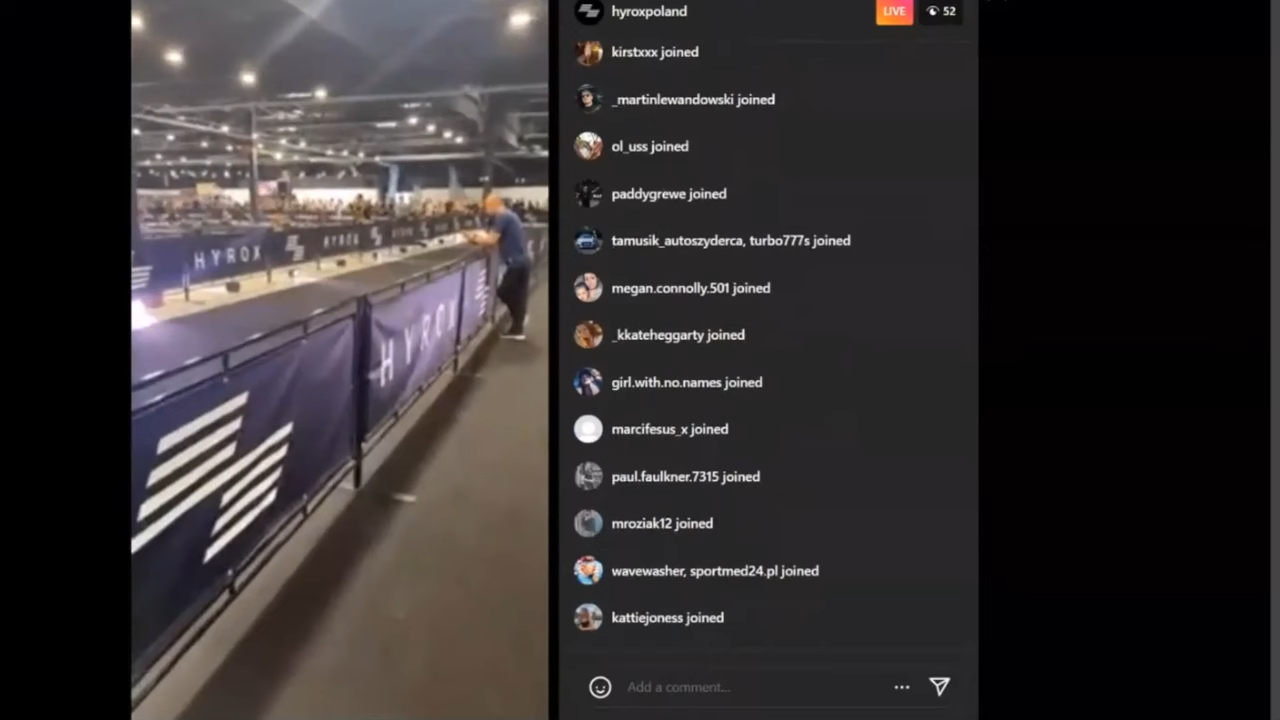 hyroxpoland
LIVE
52
kirstxxx joined
_martinlewandowski joined
ol_uss joined
paddygrewe joined
tamusik_autoszyderca, turbo777s joined
megan.connolly.501 joined
_kkateheggarty joined
girl.with.no.names joined
marcifesus_x joined
paul.faulkner.7315 joined
mroziak12 joined
wavewasher, sportmed24.pl joined
kattiejoness joined
Add a comment...
HYROX
HYROX
HYROX